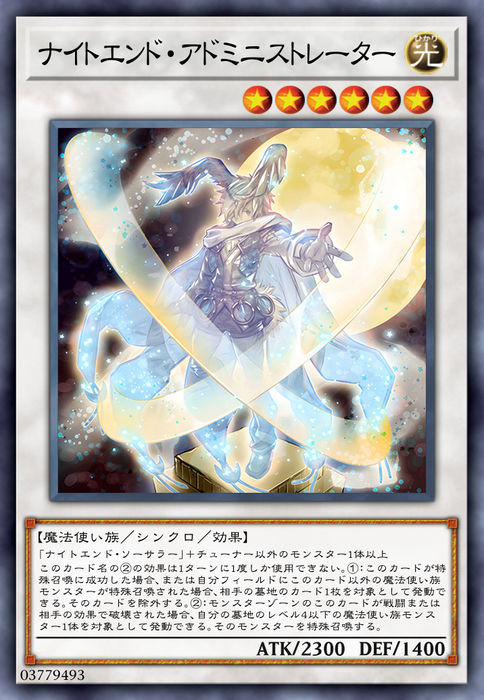 ナイトエンド・アドミニストレーター
ひかり
光
【魔法使い族／シンクロ／効果】
「ナイトエンド・ソーサラー」＋チューナー以外のモンスター1体以上
このカード名の②の効果は1ターンに1度しか使用できない。①：このカードが特
殊召喚に成功した場合、または自分フィールドにこのカード以外の魔法使い族
モンスターが特殊召喚された場合、相手の墓地のカード1枚を対象として発動で
きる。そのカードを除外する。②：モンスターゾーンのこのカードが戦闘または
相手の効果で破壊された場合、自分の墓地のレベル4以下の魔法使い族モンス
ター1体を対象として発動できる。そのモンスターを特殊召喚する。
ATK/2300 DEF/1400
03779493